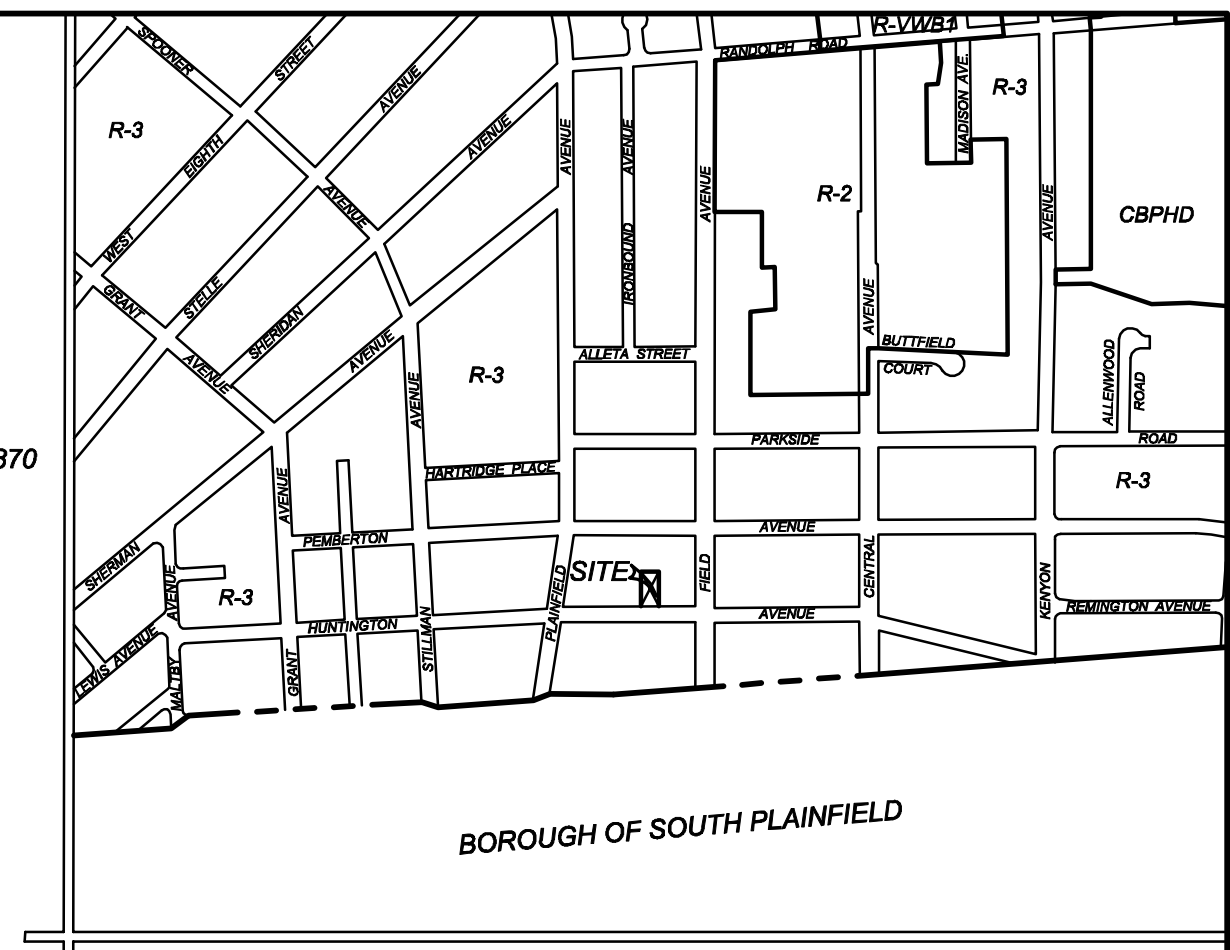 R-VWB1
SPOONER
STREET
RANDOLPH ROAD
AVENUE
MADISON AVE.
R-3
R-3
AVENUE
AVENUE
AVENUE
EIGHTH
AVENUE
AVENUE
R-2
AVENUE
CBPHD
WEST
IRONBOUND
GRANT
STELLE
AVENUE
SHERIDAN
AVENUE
ALLETA STREET
BUTTFIELD
COURT
ALLENWOOD
ROAD
AVENUE
R-3
AVENUE
PARKSIDE
ROAD
870
HARTRIDGE PLACE
R-3
AVENUE
PEMBERTON
AVENUE
SHERMAN
AVENUE
R-3
SITE
PLAINFIELD
FIELD
CENTRAL
KENYON
REMINGTON AVENUE
HUNTINGTON
AVENUE
STILLMAN
LEWIS AVENUE
MALTBY
GRANT
BOROUGH OF SOUTH PLAINFIELD